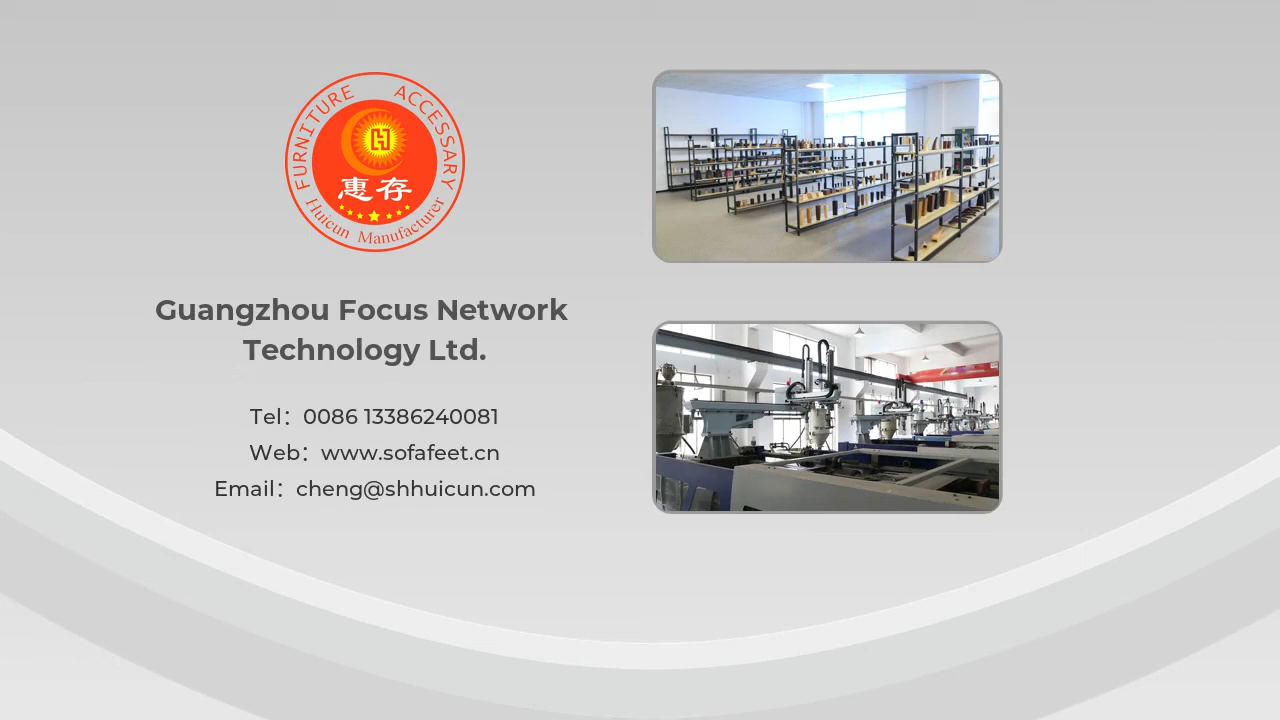 FURNITURE ACCESSARY
惠存
Huicun Manufacturer
Guangzhou Focus Network
Technology Ltd.
Tel：0086 13386240081
Web：www.sofafeet.cn
Email：cheng@shhuicun.com